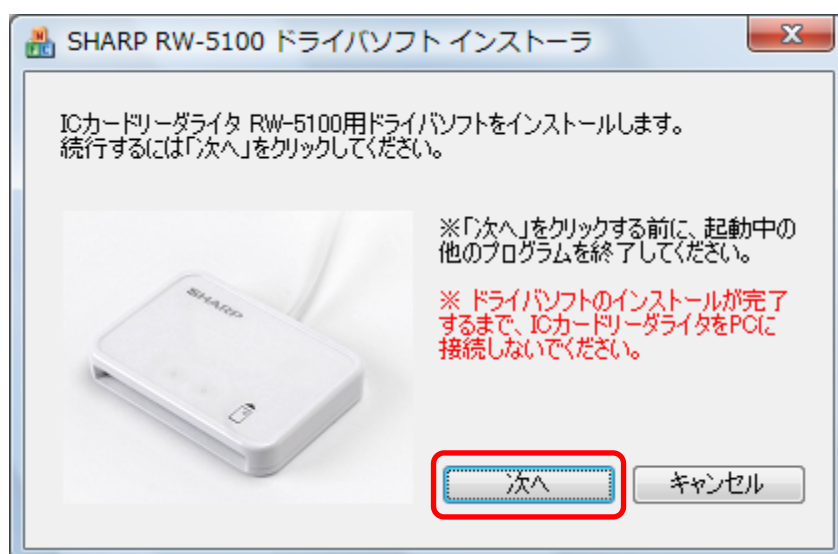 SHARP RW-5100 ドライバソフト インストーラ
ICカードリーダライタ RW-5100用ドライバソフトをインストールします。
続行するには「次へ」をクリックしてください。
※「次へ」をクリックする前に、起動中の
他のプログラムを終了してください。
※ ドライバソフトのインストールが完了
するまで、ICカードリーダライタをPCに
接続しないでください。
SHARP
次へ
キャンセル